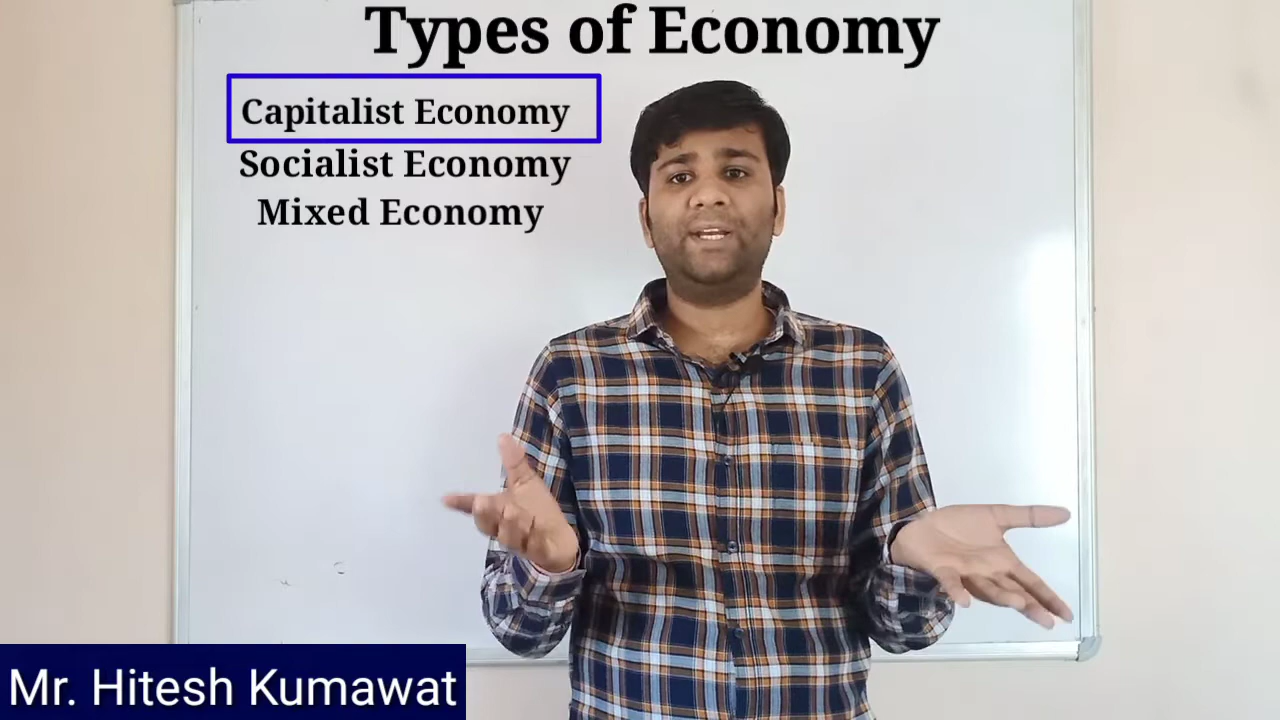 Types of Economy
Capitalist Economy
Socialist Economy
Mixed Economy
Mr. Hitesh Kumawat